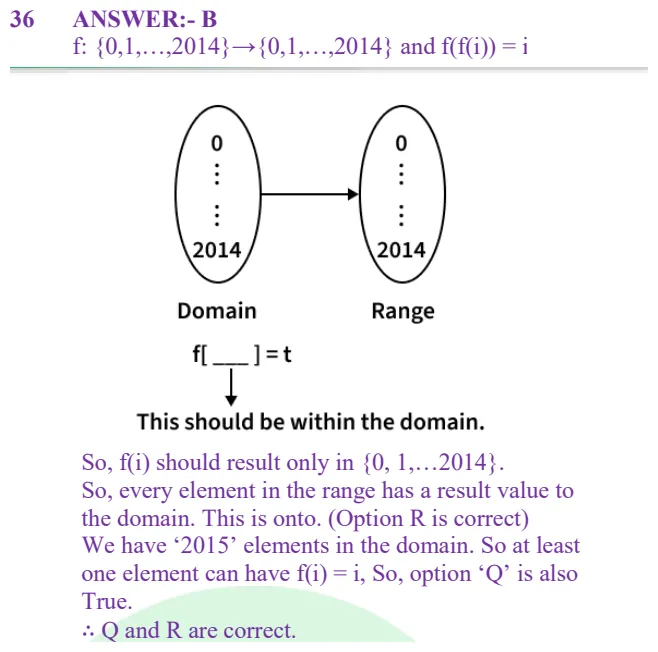 36 ANSWER:- B
f: {0,1,…,2014}→{0,1,…,2014} and f(f(i)) = i
0 0
⋮ ⋮
⋮ ⋮
2014 2014
Domain Range
f[ ___ ] = t
This should be within the domain.
So, f(i) should result only in {0, 1,…2014}.
So, every element in the range has a result value to
the domain. This is onto. (Option R is correct)
We have ‘2015’ elements in the domain. So at least
one element can have f(i) = i, So, option ‘Q’ is also
True.
∴ Q and R are correct.